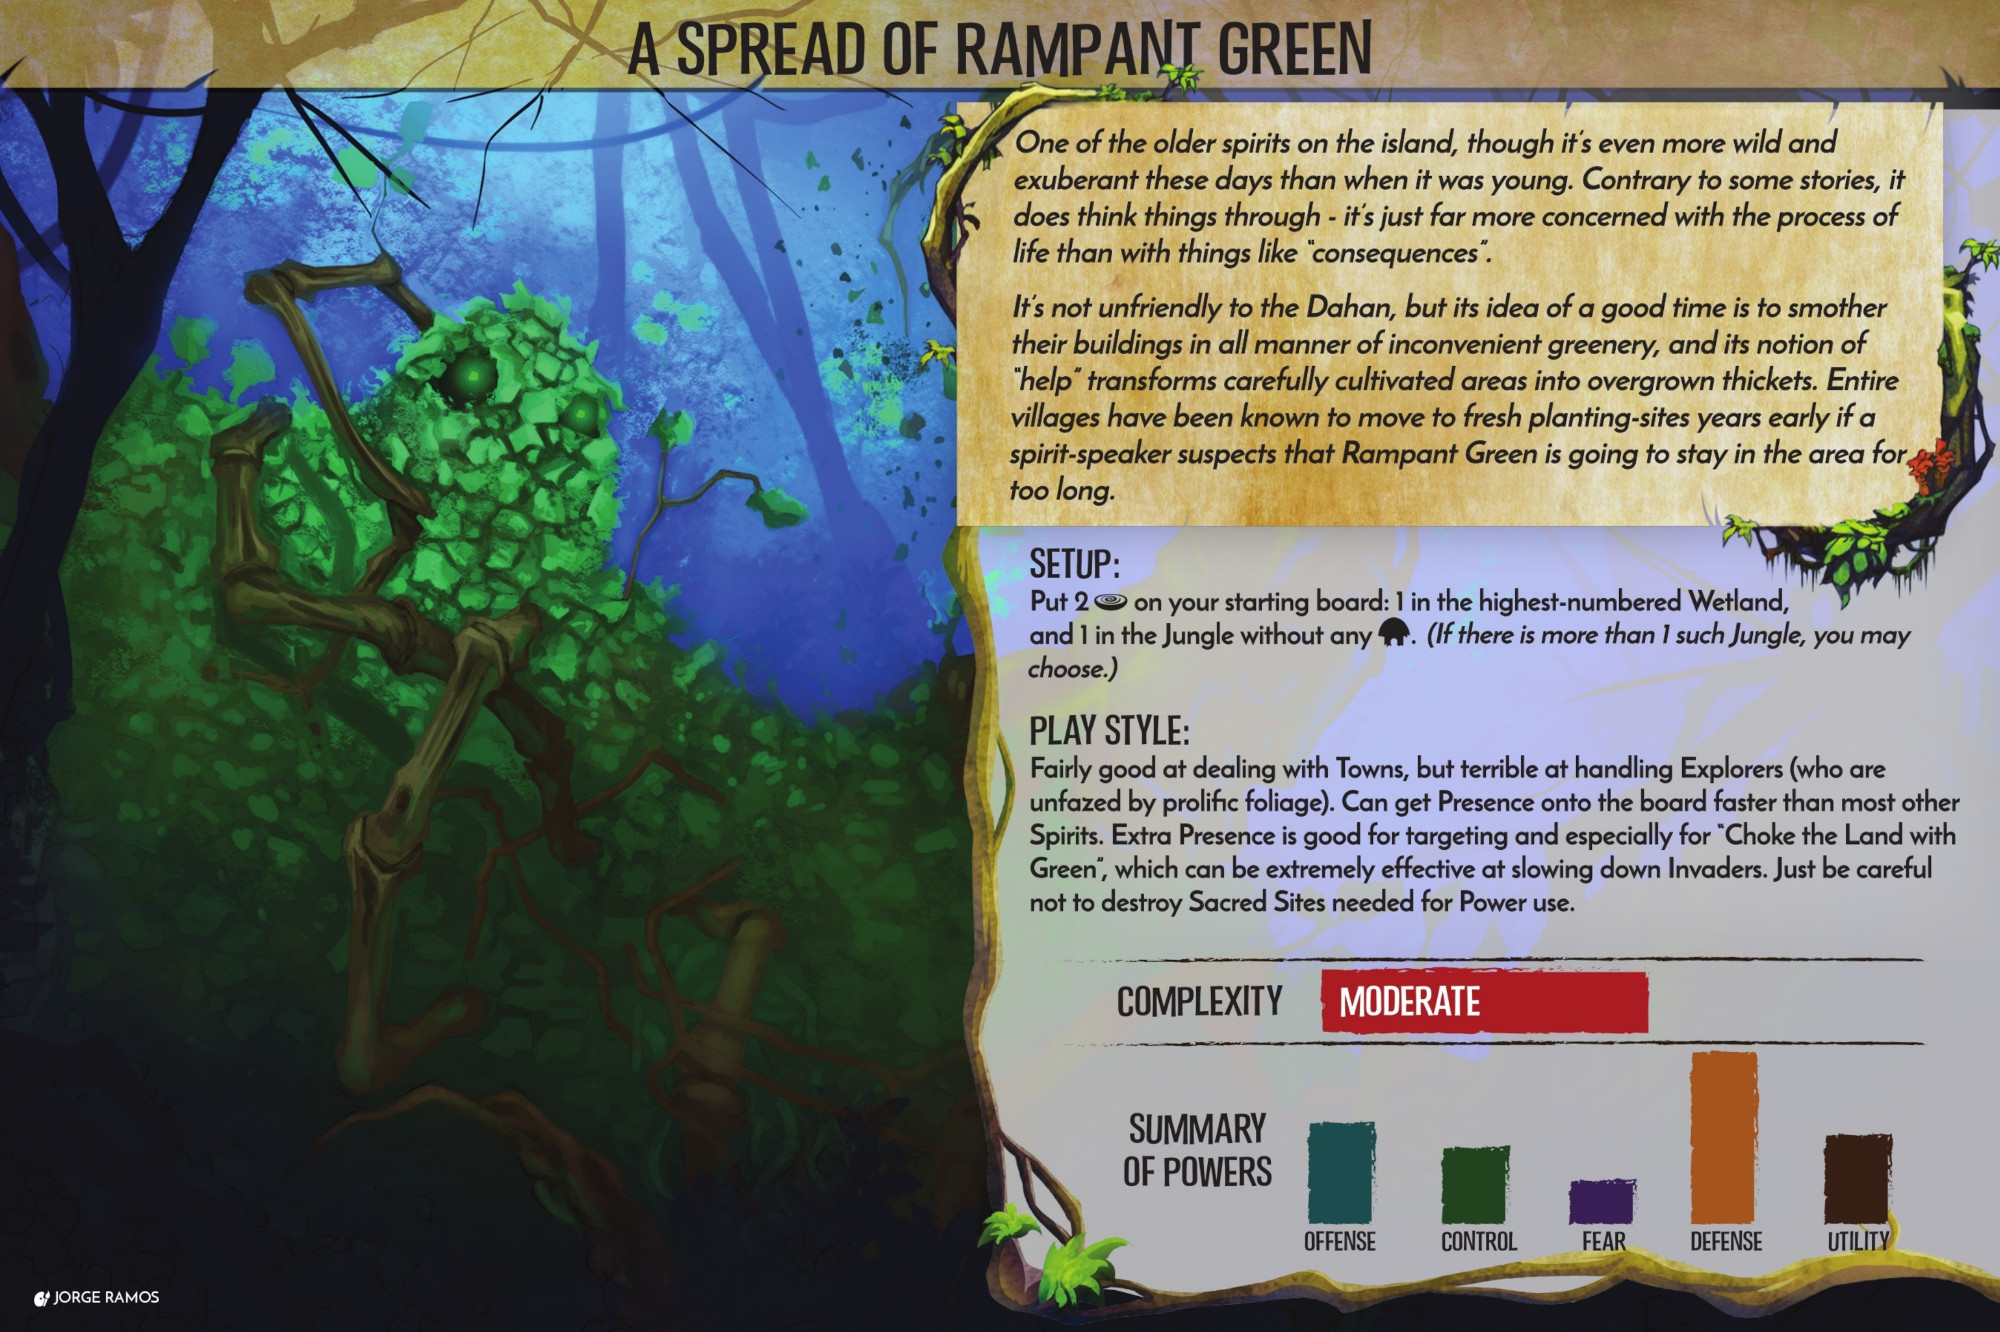 A SPREAD OF RAMPANT GREEN
One of the older spirits on the island, though it's even more wild and
exuberant these days than when it was young. Contrary to some stories, it
does think things through - it's just far more concerned with the process of
life than with things like "consequences".
It's not unfriendly to the Dahan, but its idea of a good time is to smother
their buildings in all manner of inconvenient greenery, and its notion of
"help" transforms carefully cultivated areas into overgrown thickets. Entire
villages have been known to move to fresh planting-sites years early if a
spirit-speaker suspects that Rampant Green is going to stay in the area for
too long.
SETUP:
Put 2 on your starting board: 1 in the highest-numbered Wetland,
and 1 in the Jungle without any . (If there is more than 1 such Jungle, you may
choose.)
PLAY STYLE:
Fairly good at dealing with Towns, but terrible at handling Explorers (who are
unfazed by prolific foliage). Can get Presence onto the board faster than most other
Spirits. Extra Presence is good for targeting and especially for "Choke the Land with
Green", which can be extremely effective at slowing down Invaders. Just be careful
not to destroy Sacred Sites needed for Power use.
COMPLEXITY MODERATE
SUMMARY
OF POWERS
OFFENSE CONTROL FEAR DEFENSE UTILITY
JORGE RAMOS